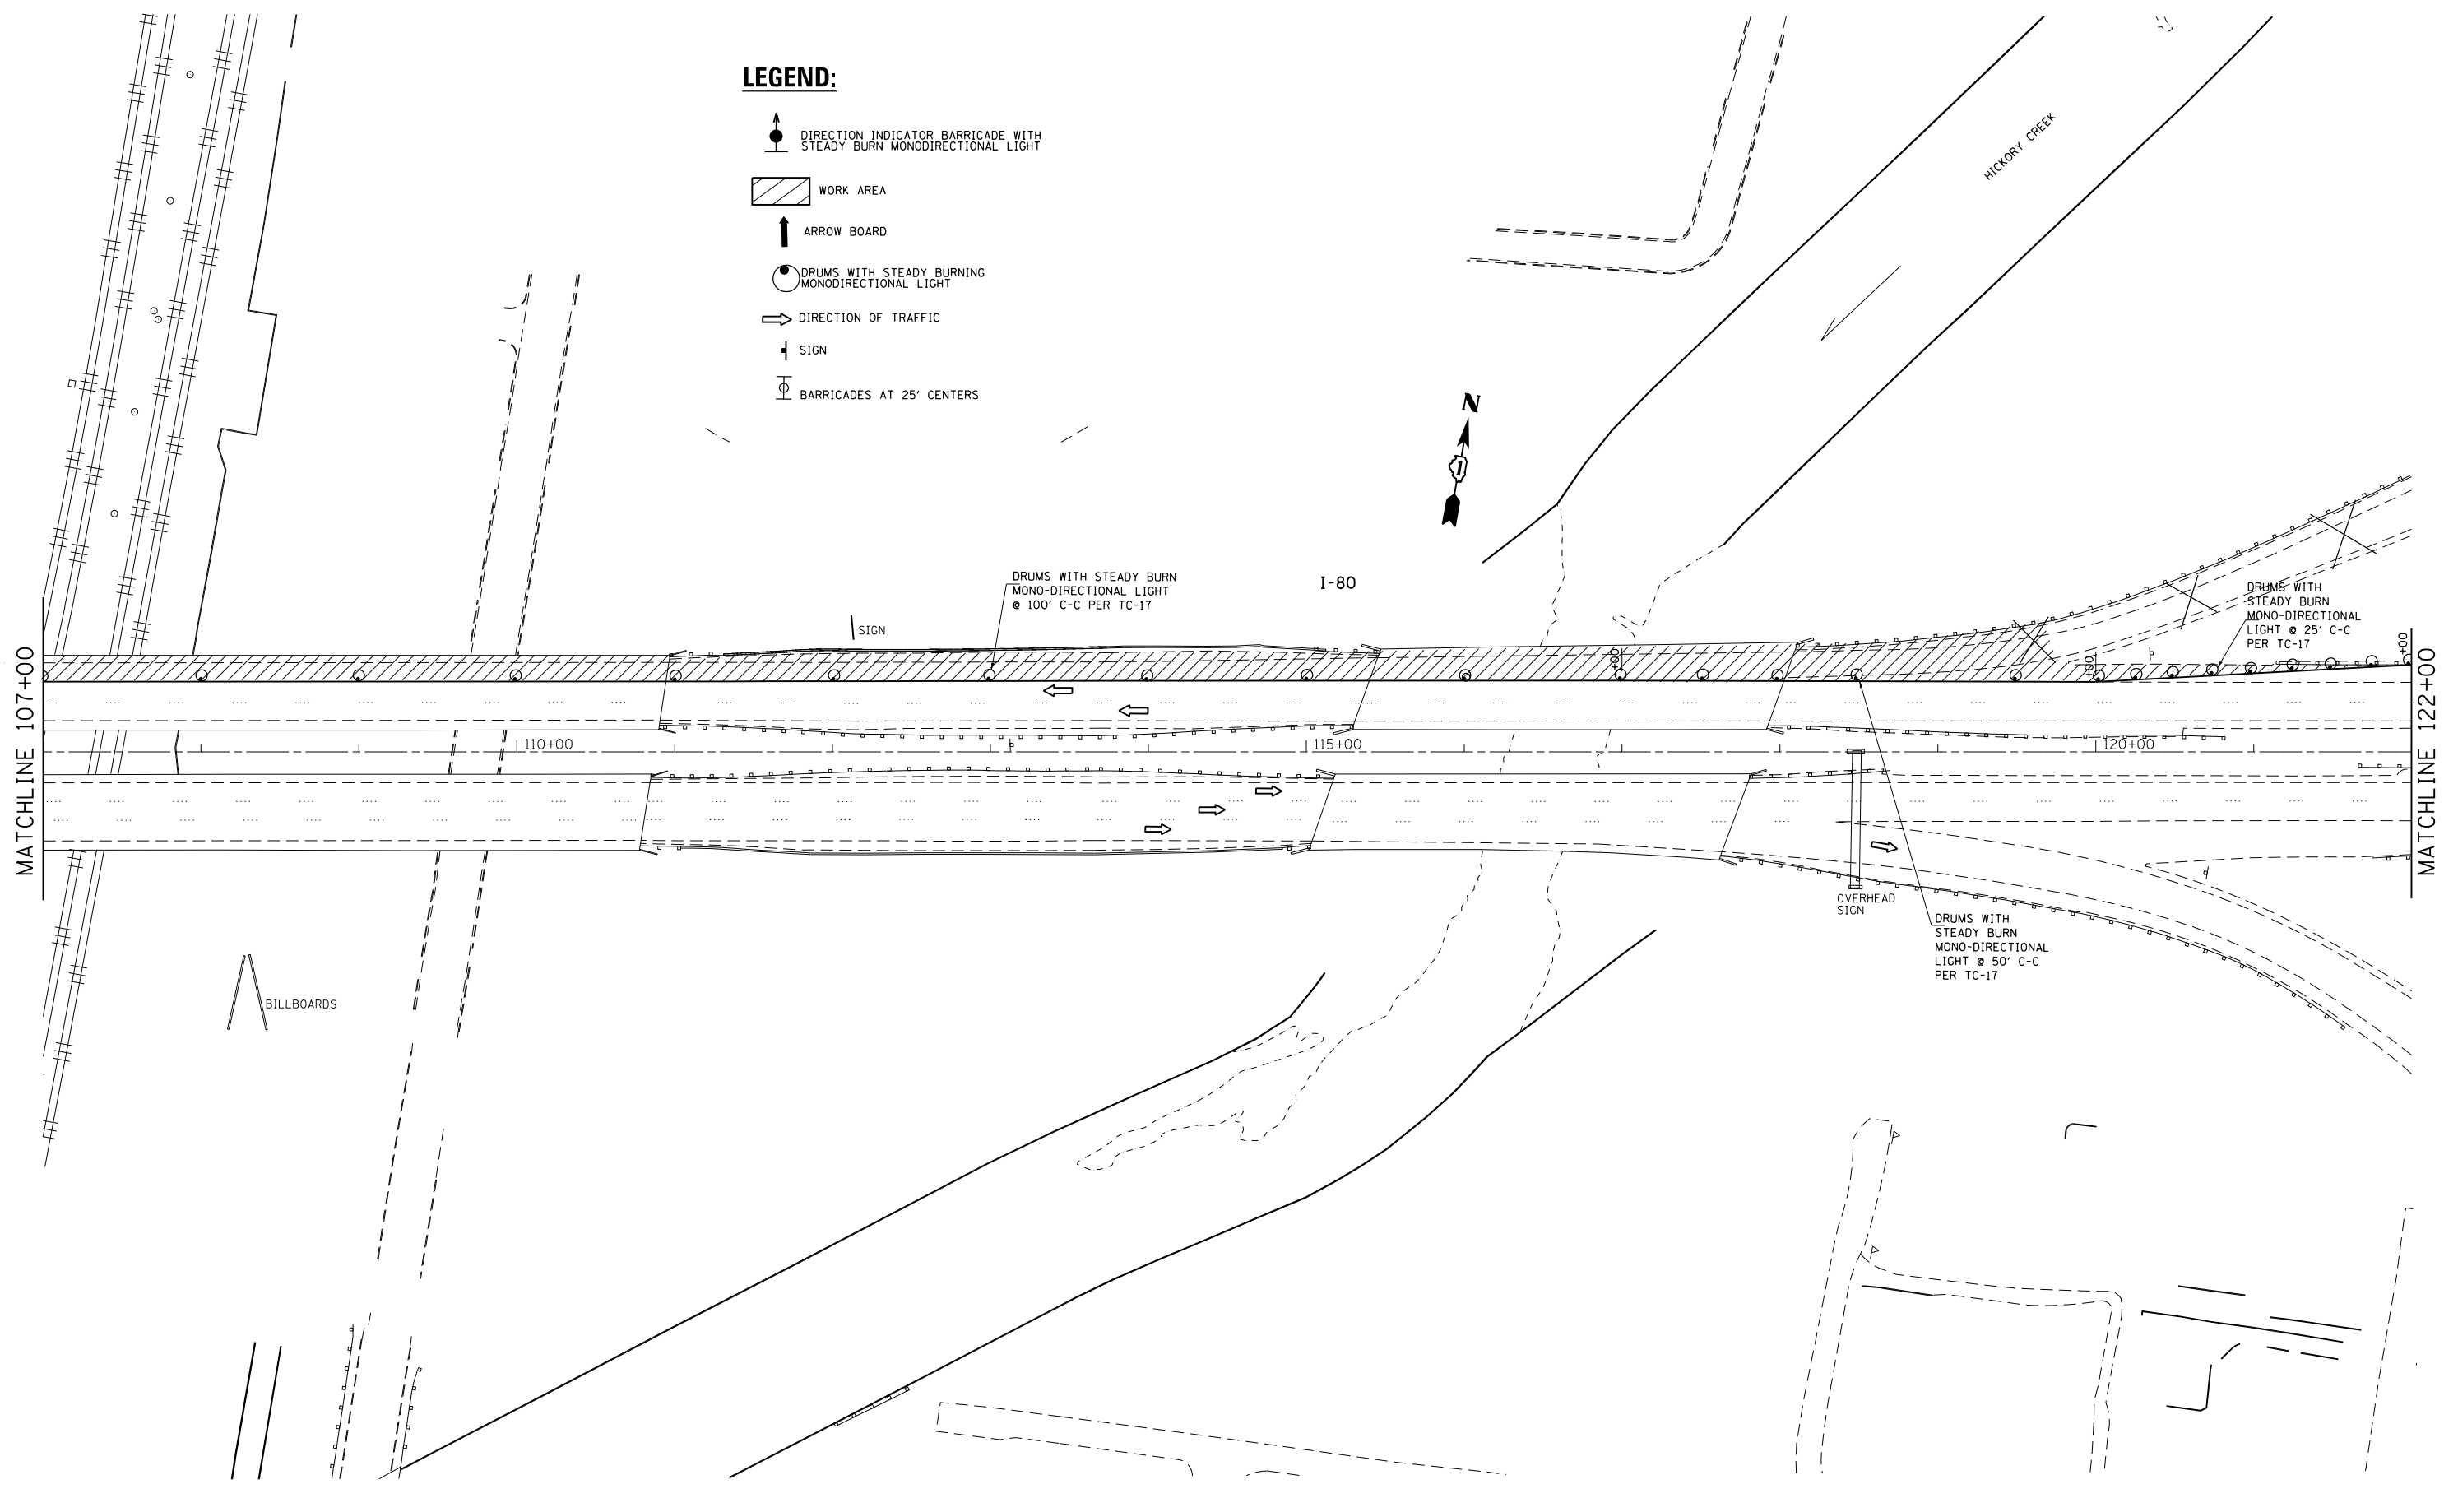 LEGEND:
DIRECTION INDICATOR BARRICADE WITH
STEADY BURN MONODIRECTIONAL LIGHT
WORK AREA
ARROW BOARD
DRUMS WITH STEADY BURNING
MONODIRECTIONAL LIGHT
DIRECTION OF TRAFFIC
SIGN
BARRICADES AT 25' CENTERS
HICKORY CREEK
N
1
I-80
DRUMS WITH STEADY BURN
MONO-DIRECTIONAL LIGHT
@ 100' C-C PER TC-17
SIGN
DRUMS WITH
STEADY BURN
MONO-DIRECTIONAL
LIGHT @ 25' C-C
PER TC-17
+00
+00
+00
MATCHLINE 107+00
110+00
115+00
120+00
MATCHLINE 122+00
OVERHEAD
SIGN
DRUMS WITH
STEADY BURN
MONO-DIRECTIONAL
LIGHT @ 50' C-C
PER TC-17
BILLBOARDS